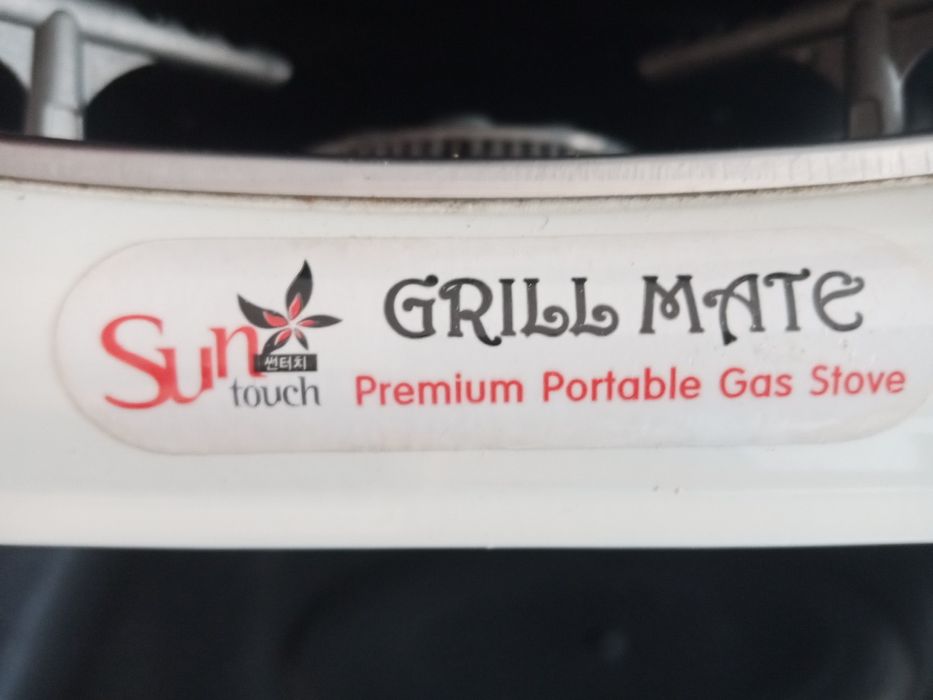 Sun
썬터치
touch
GRILL MATE
Premium Portable Gas Stove